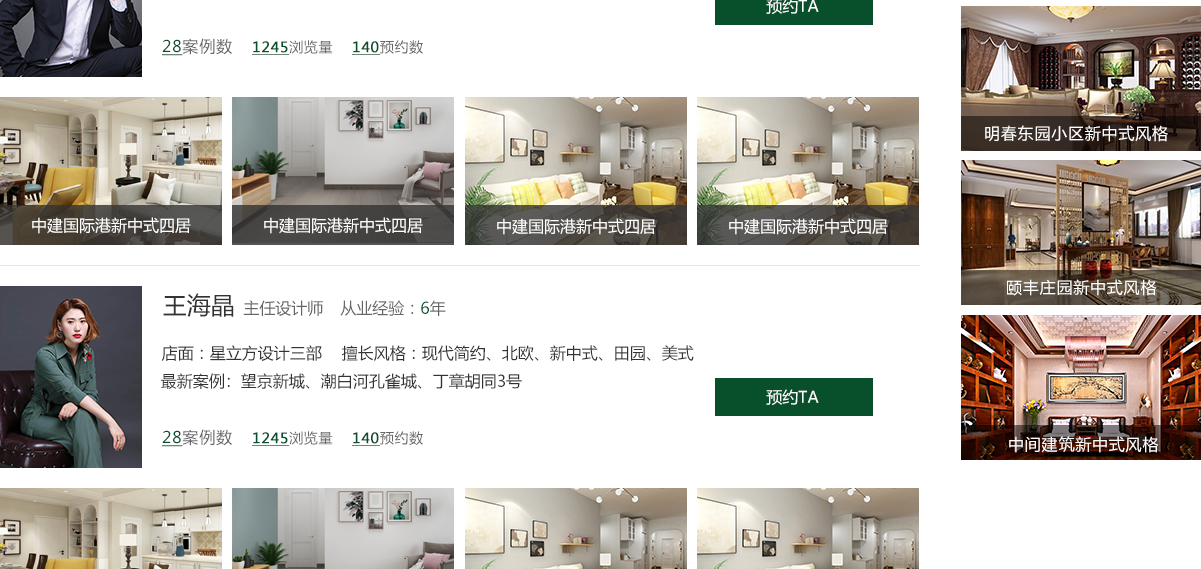 预约TA
28案例数 1245浏览量 140预约数
中建国际港新中式四居
中建国际港新中式四居
中建国际港新中式四居
中建国际港新中式四居
王海晶 主任设计师 从业经验：6年
店面：星立方设计三部 擅长风格：现代简约、北欧、新中式、田园、美式
最新案例：望京新城、潮白河孔雀城、丁章胡同3号
预约TA
28案例数 1245浏览量 140预约数
明春东园小区新中式风格
颐丰庄园新中式风格
中间建筑新中式风格